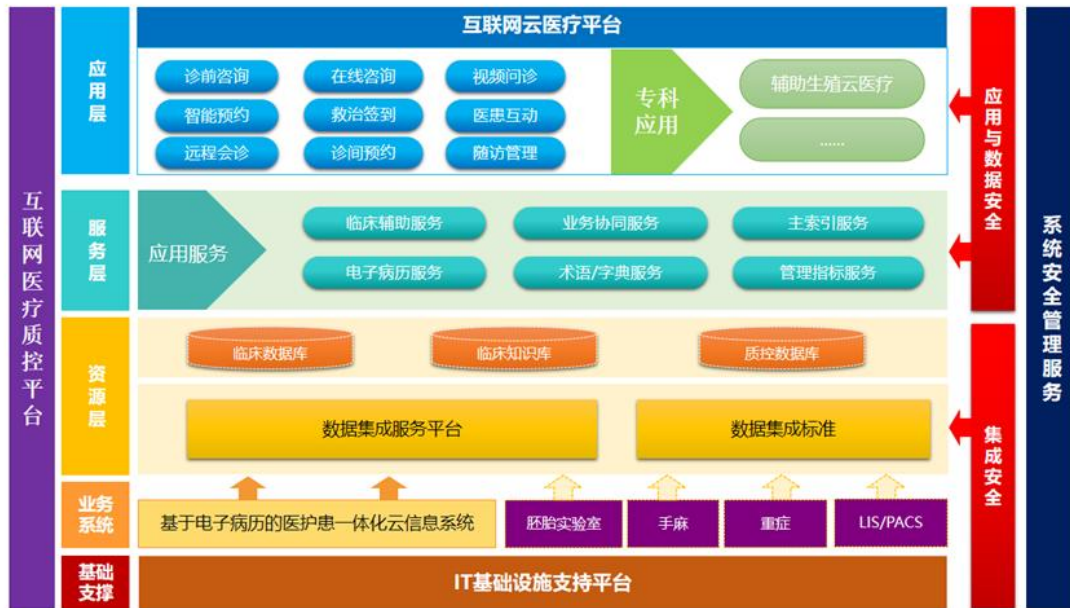 互联网医疗质控平台
应用层
互联网云医疗平台
诊前咨询
在线咨询
视频问诊
智能预约
救治签到
医患互动
远程会诊
诊间预约
随访管理
专科
应用
辅助生殖云医疗
......
服务层
应用服务
临床辅助服务
业务协同服务
主索引服务
电子病历服务
术语/字典服务
管理指标服务
资源层
临床数据库
临床知识库
质控数据库
数据集成服务平台
数据集成标准
业务
系统
基于电子病历的医护患一体化云信息系统
胚胎实验室
手麻
重症
LIS/PACS
基础
支撑
IT基础设施支持平台
应用与数据安全
集成安全
系统安全管理服务